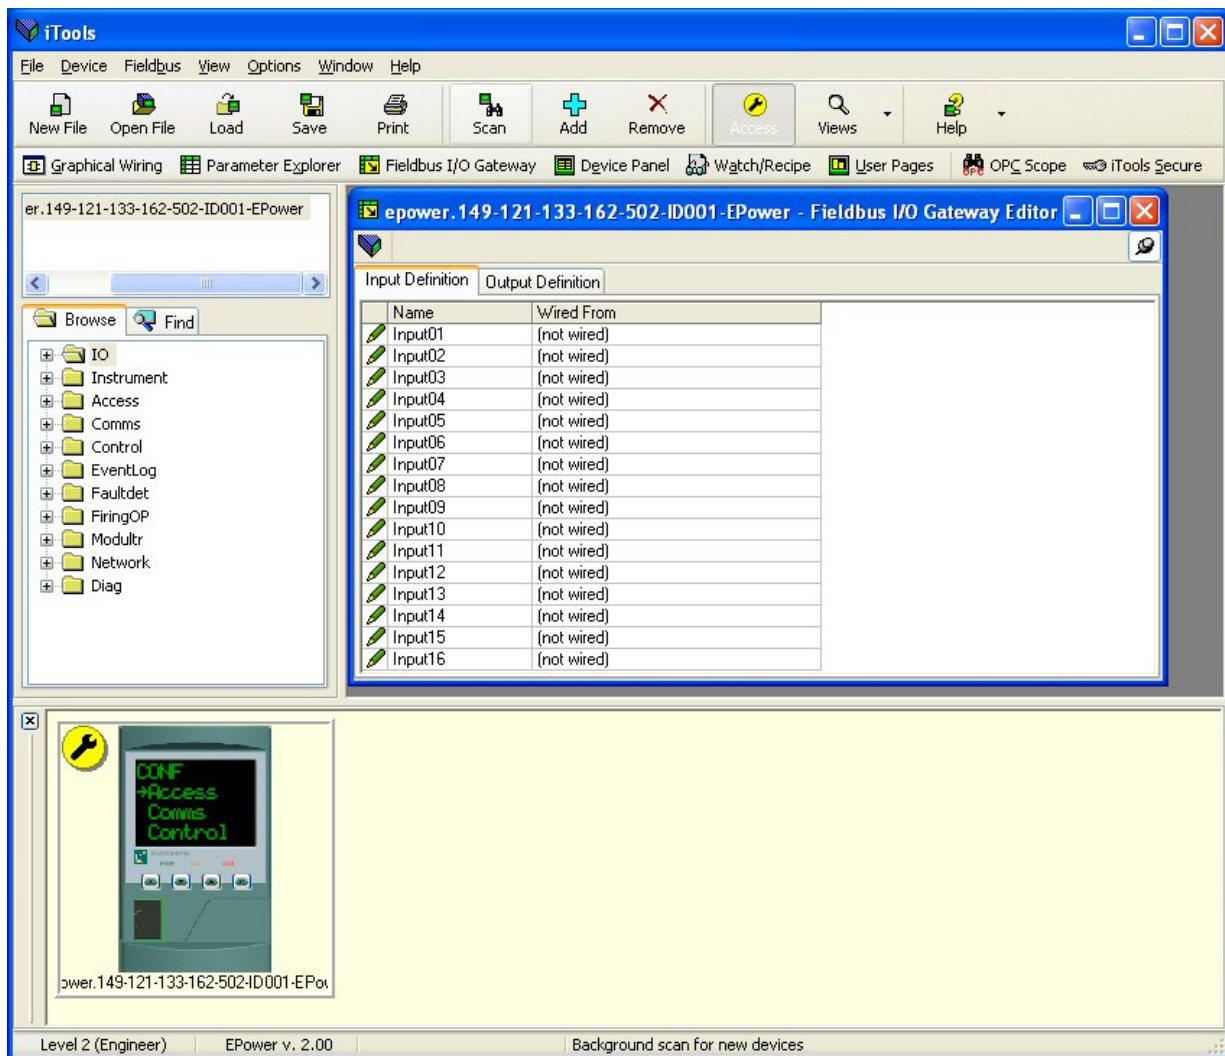 iTools
File Device Fieldbus View Options Window Help
New File Open File Load Save Print Scan Add Remove Access Views Help
Graphical Wiring Parameter Explorer Fieldbus I/O Gateway Device Panel Watch/Recipe User Pages OPC Scope iTools Secure
er.149-121-133-162-502-ID001-EPower
epower.149-121-133-162-502-ID001-EPower - Fieldbus I/O Gateway Editor
Browse Find
IO
Instrument
Access
Comms
Control
EventLog
Faultdet
FiringOP
Modultr
Network
Diag
Input Definition Output Definition
Name Wired From
Input01 (not wired)
Input02 (not wired)
Input03 (not wired)
Input04 (not wired)
Input05 (not wired)
Input06 (not wired)
Input07 (not wired)
Input08 (not wired)
Input09 (not wired)
Input10 (not wired)
Input11 (not wired)
Input12 (not wired)
Input13 (not wired)
Input14 (not wired)
Input15 (not wired)
Input16 (not wired)
CONF
→Access
Comms
Control
ower.149-121-133-162-502-ID001-EPow
Level 2 (Engineer) EPower v. 2.00 Background scan for new devices